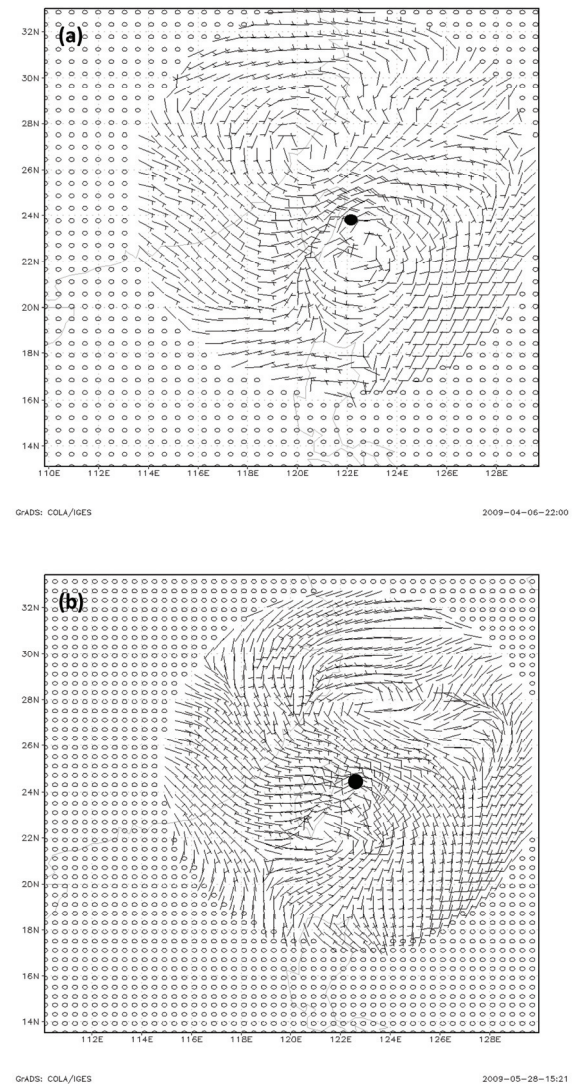 (a)
32N
30N
28N
26N
24N
22N
20N
18N
16N
14N
110E 112E 114E 116E 118E 120E 122E 124E 126E 128E
GrADS: COLA/IGES 2009-04-06-22:00
(b)
32N
30N
28N
26N
24N
22N
20N
18N
16N
14N
112E 114E 116E 118E 120E 122E 124E 126E 128E
GrADS: COLA/IGES 2009-05-28-15:21